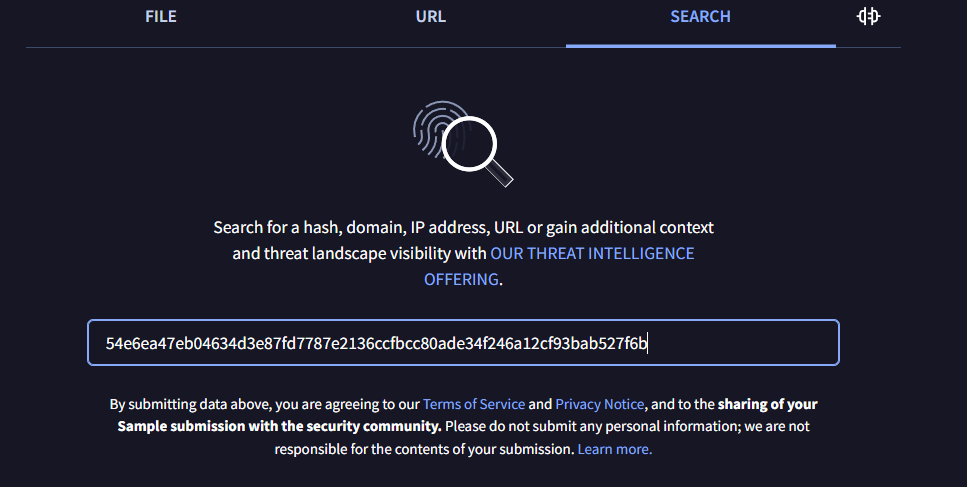 FILE
URL
SEARCH
Search for a hash, domain, IP address, URL or gain additional context
and threat landscape visibility with OUR THREAT INTELLIGENCE
OFFERING.
54e6ea47eb04634d3e87fd7787e2136ccfbcc80ade34f246a12cf93bab527f6b
By submitting data above, you are agreeing to our Terms of Service and Privacy Notice, and to the sharing of your
Sample submission with the security community. Please do not submit any personal information; we are not
responsible for the contents of your submission. Learn more.